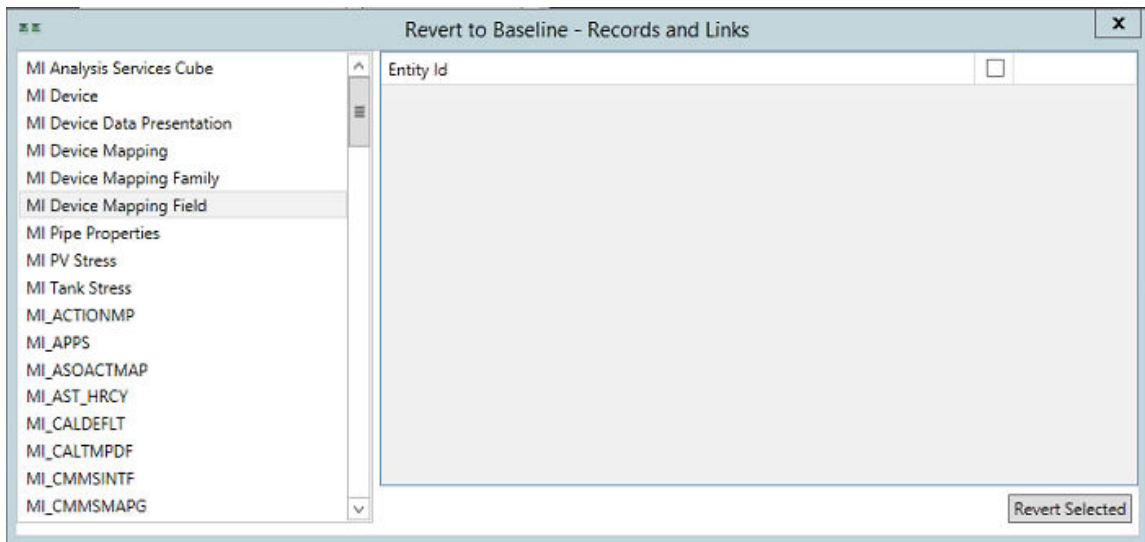 Revert to Baseline - Records and Links
x
MI Analysis Services Cube
MI Device
MI Device Data Presentation
MI Device Mapping
MI Device Mapping Family
MI Device Mapping Field
MI Pipe Properties
MI PV Stress
MI Tank Stress
MI_ACTIONMP
MI_APPS
MI_ASOACTMAP
MI_AST_HRCY
MI_CALDEFLT
MI_CALTMPDF
MI_CMMSINTF
MI_CMMSMAPG
Entity Id
Revert Selected